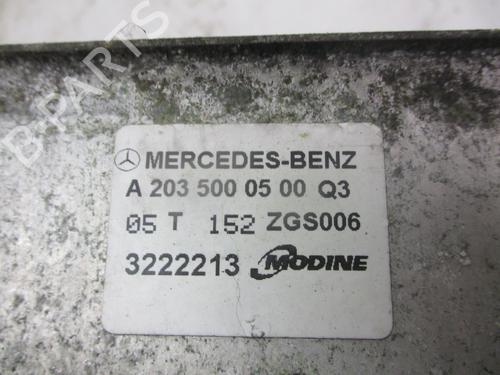 MERCEDES-BENZ
A 203 500 05 00 Q3
05 T 152 ZGS006
3222213 MODINE
B-PARTS